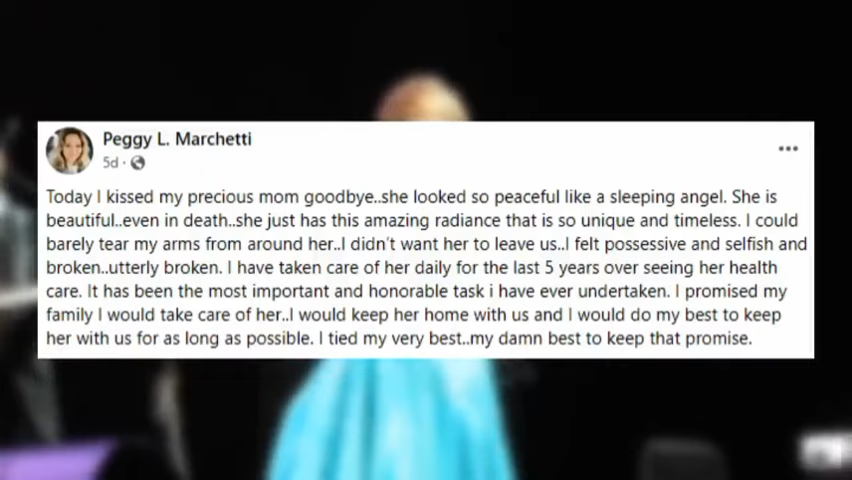 Peggy L. Marchetti
5d ·
Today I kissed my precious mom goodbye..she looked so peaceful like a sleeping angel. She is
beautiful..even in death..she just has this amazing radiance that is so unique and timeless. I could
barely tear my arms from around her..I didn't want her to leave us..I felt possessive and selfish and
broken..utterly broken. I have taken care of her daily for the last 5 years over seeing her health
care. It has been the most important and honorable task i have ever undertaken. I promised my
family I would take care of her..I would keep her home with us and I would do my best to keep
her with us for as long as possible. I tied my very best..my damn best to keep that promise.